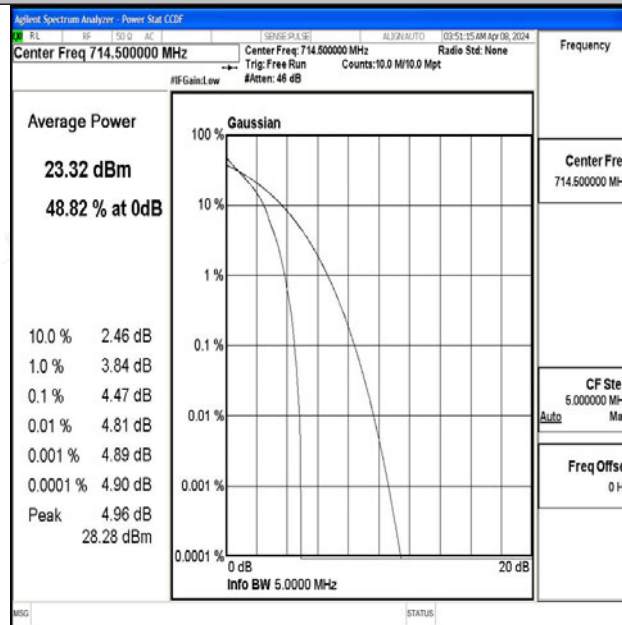 Agilent Spectrum Analyzer - Power Stat CCDF
RL RF 50 Ω AC SENSE:PULSE ALIGN AUTO 03:51:15 AM Apr 08, 2024
Center Freq 714.500000 MHz
Center Freq: 714.500000 MHz Radio Std: None
Trig: Free Run Counts:10.0 M/10.0 Mpt
#IFGain:Low #Atten: 46 dB
Frequency
Average Power
23.32 dBm
48.82 % at 0dB
10.0 % 2.46 dB
1.0 % 3.84 dB
0.1 % 4.47 dB
0.01 % 4.81 dB
0.001 % 4.89 dB
0.0001 % 4.90 dB
Peak 4.96 dB
28.28 dBm
Gaussian
100 %
10 %
1 %
0.1 %
0.01 %
0.001 %
0.0001 %
0 dB 20 dB
Info BW 5.0000 MHz
Center Fre
714.500000 MH
CF Ste
5.000000 MH
Auto Ma
Freq Offse
0 H
MSG STATUS